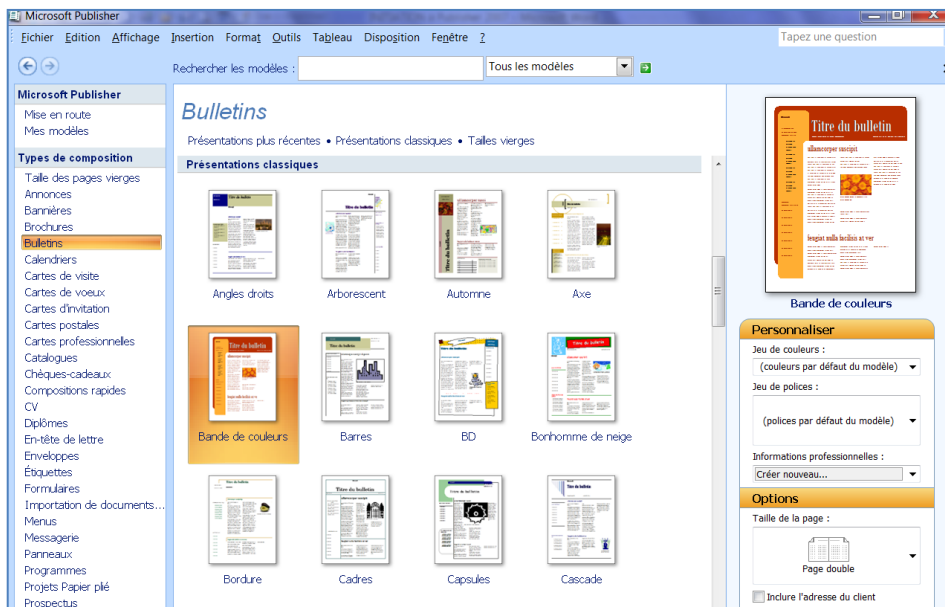 Microsoft Publisher
Fichier Edition Affichage Insertion Format Outils Tableau Disposition Fenêtre ?
Tapez une question
Rechercher les modèles :
Tous les modèles
Microsoft Publisher
Mise en route
Mes modèles
Types de composition
Taille des pages vierges
Annonces
Bannières
Brochures
Bulletins
Calendriers
Cartes de visite
Cartes de voeux
Cartes d'invitation
Cartes postales
Cartes professionnelles
Catalogues
Chèques-cadeaux
Compositions rapides
CV
Diplômes
En-tête de lettre
Enveloppes
Étiquettes
Formulaires
Importation de documents...
Menus
Messagerie
Panneaux
Programmes
Projets Papier plié
Prospectus
Bulletins
Présentations plus récentes • Présentations classiques • Tailles vierges
Présentations classiques
Angles droits
Arborescent
Automne
Axe
Bande de couleurs
Barres
BD
Bonhomme de neige
Bordure
Cadres
Capsules
Cascade
Titre du bulletin
ullamcorper suscipit
feugiat nulla facilisis at ver
Bande de couleurs
Personnaliser
Jeu de couleurs :
(couleurs par défaut du modèle)
Jeu de polices :
(polices par défaut du modèle)
Informations professionnelles :
Créer nouveau...
Options
Taille de la page :
Page double
Inclure l'adresse du client